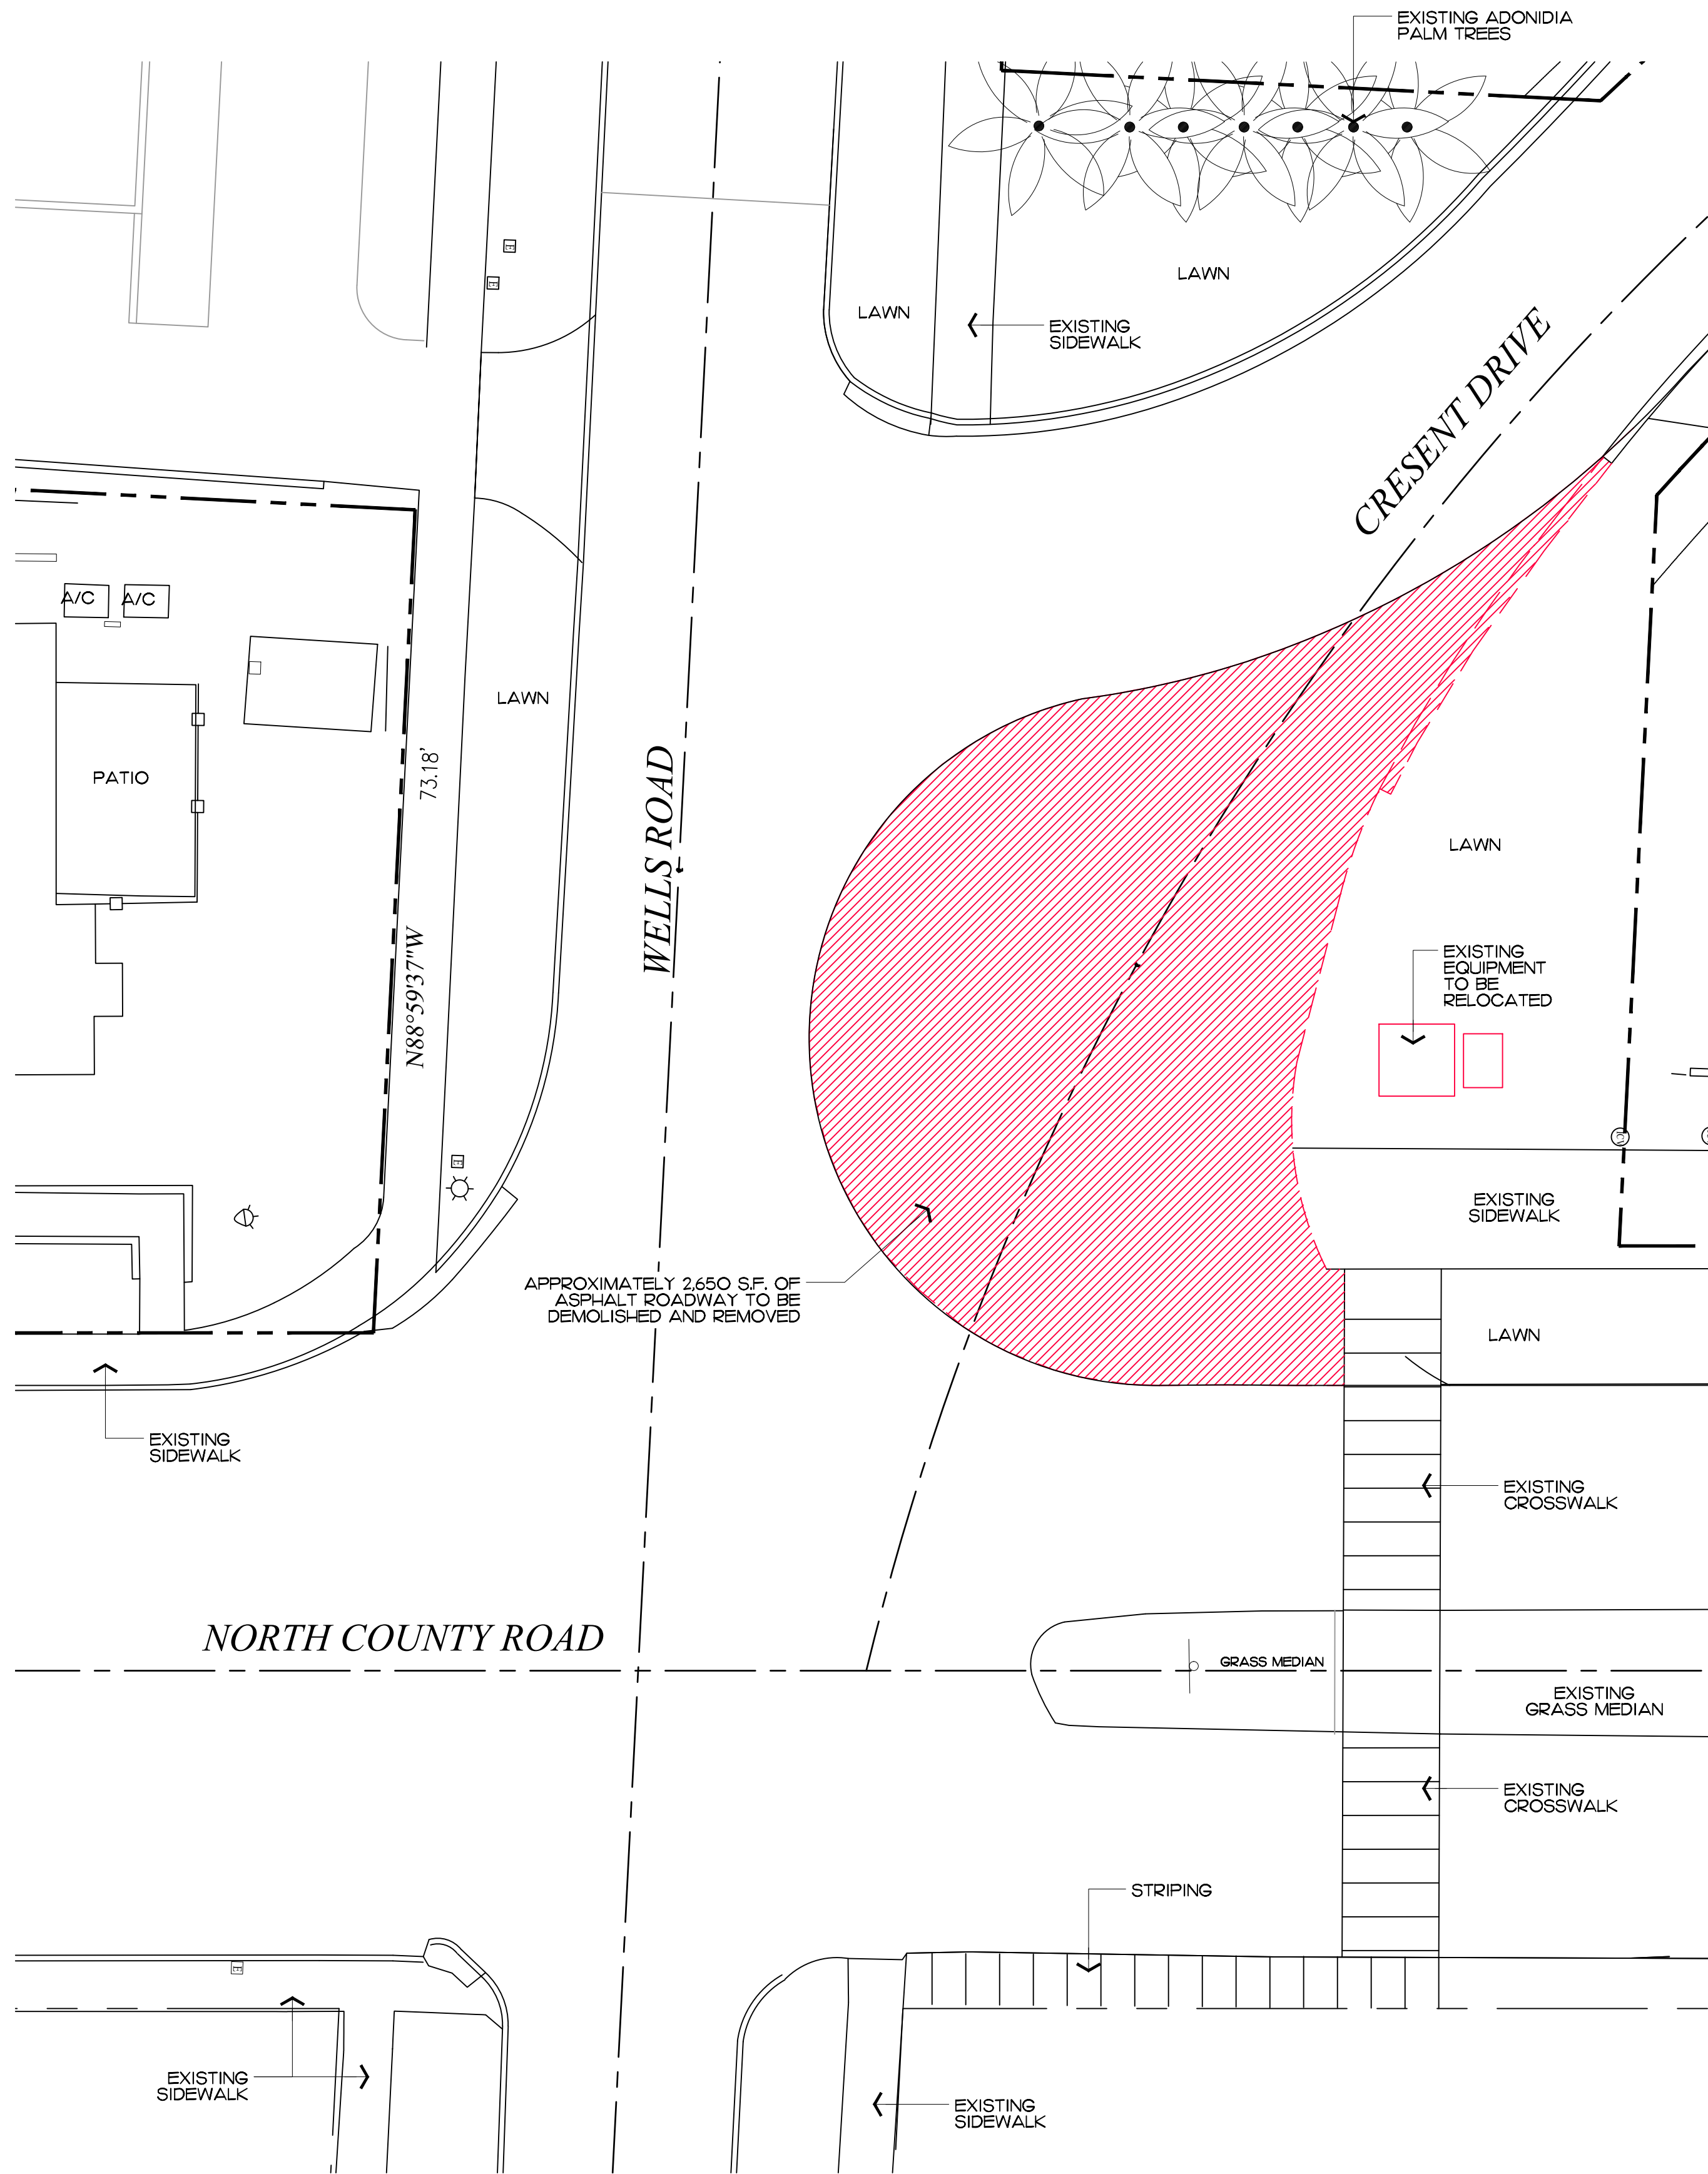 EXISTING ADONIDIA
PALM TREES
E
E
LAWN
LAWN
EXISTING
SIDEWALK
CRESENT DRIVE
A/C
A/C
LAWN
PATIO
73.18'
WELLS ROAD
LAWN
N88°59'37"W
EXISTING
EQUIPMENT
TO BE
RELOCATED
E
EXISTING
SIDEWALK
APPROXIMATELY 2,650 S.F. OF
ASPHALT ROADWAY TO BE
DEMOLISHED AND REMOVED
LAWN
EXISTING
SIDEWALK
EXISTING
CROSSWALK
NORTH COUNTY ROAD
GRASS MEDIAN
EXISTING
GRASS MEDIAN
EXISTING
CROSSWALK
STRIPING
E
EXISTING
SIDEWALK
EXISTING
SIDEWALK